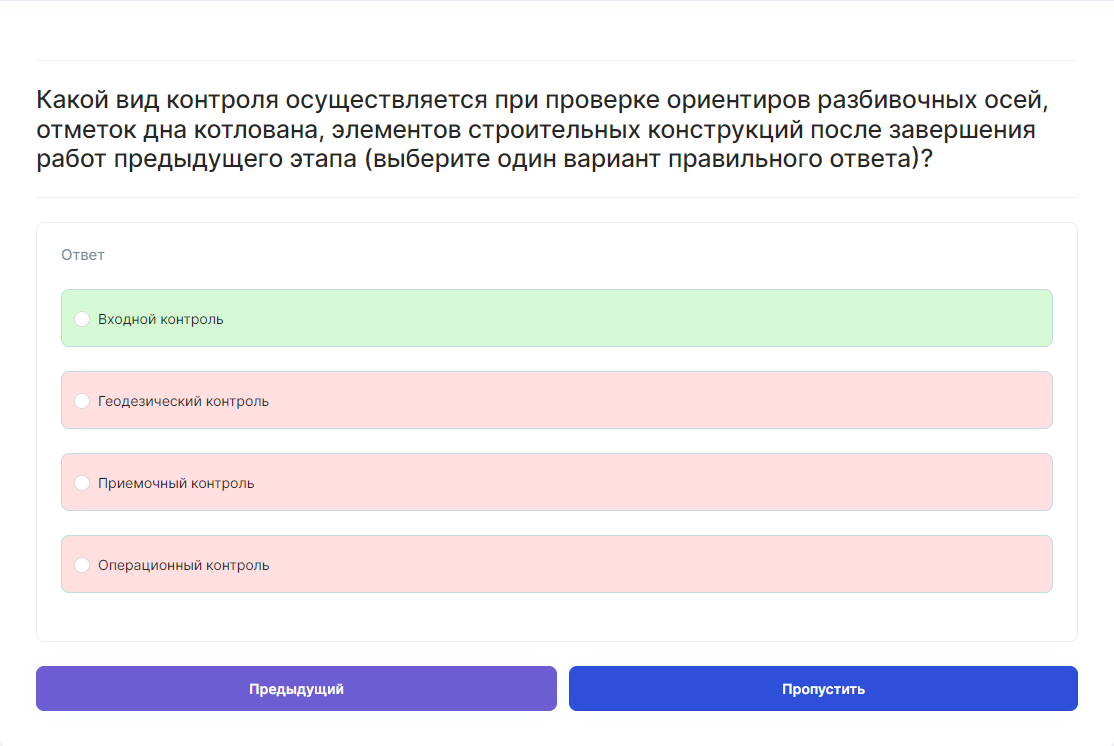 Какой вид контроля осуществляется при проверке ориентиров разбивочных осей,
отметок дна котлована, элементов строительных конструкций после завершения
работ предыдущего этапа (выберите один вариант правильного ответа)?
Ответ
Входной контроль
Геодезический контроль
Приемочный контроль
Операционный контроль
Предыдущий
Пропустить